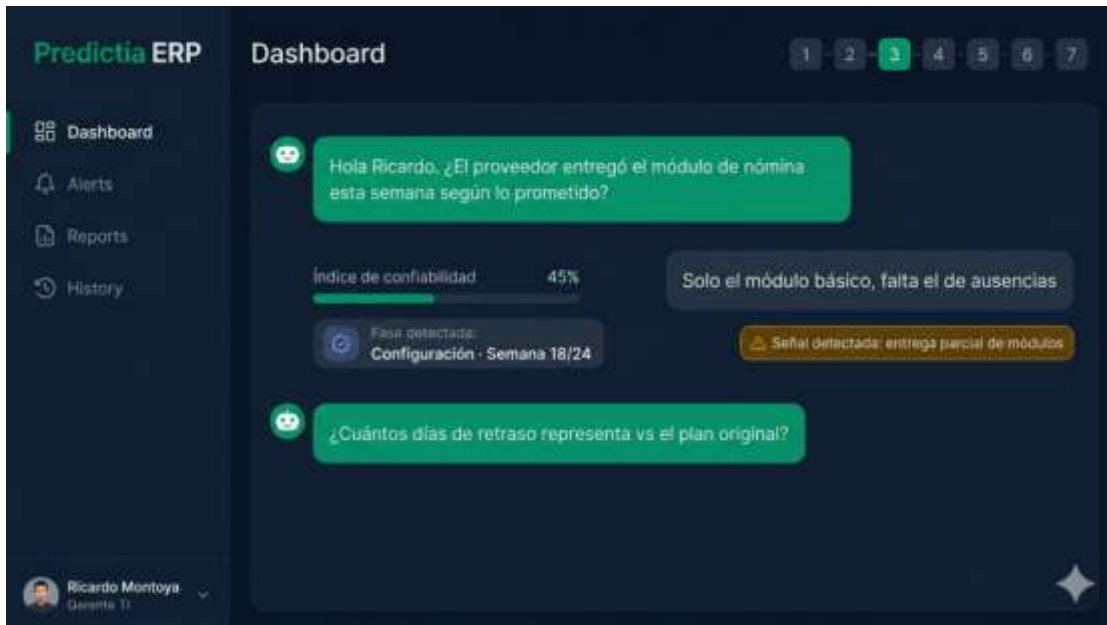 Predictia ERP
Dashboard
1 2 3 4 5 6 7
Dashboard
Alerts
Reports
History
Hola Ricardo. ¿El proveedor entregó el módulo de nómina
esta semana según lo prometido?
Índice de confiabilidad 45%
Solo el módulo básico, falta el de ausencias
Fase detectada:
Configuración · Semana 18/24
Señal detectada: entrega parcial de módulos
¿Cuántos días de retraso representa vs el plan original?
Ricardo Montoya
Gerente TI